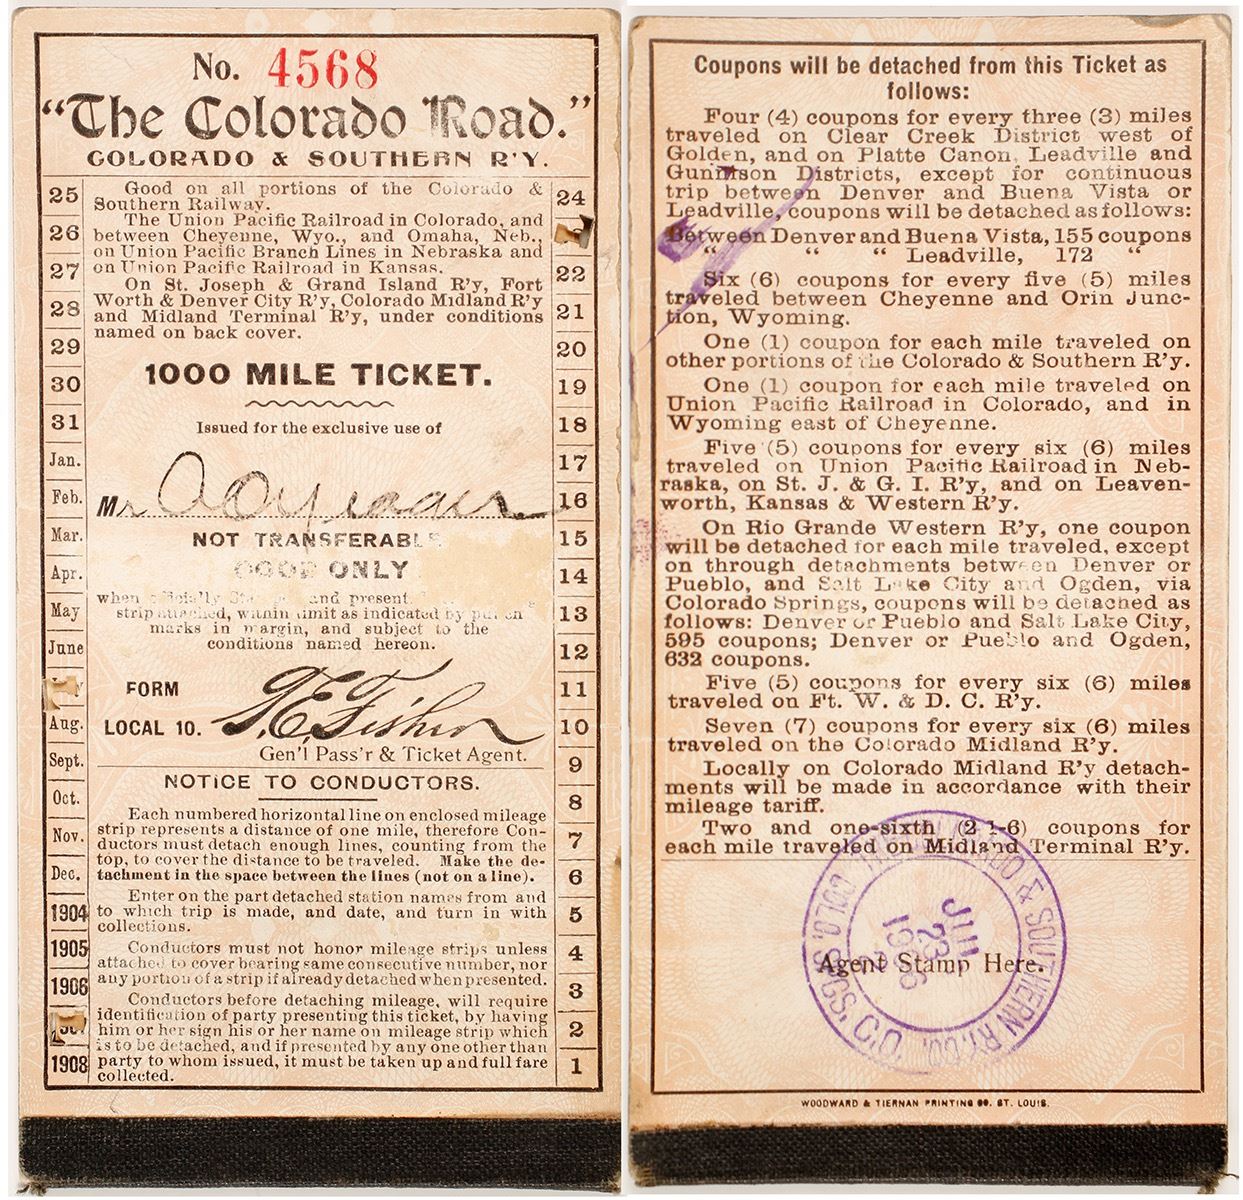 No. 4568
"The Colorado Road."
COLORADO & SOUTHERN R'Y.
Good on all portions of the Colorado &
Southern Railway.
The Union Pacific Railroad in Colorado, and
between Cheyenne, Wyo., and Omaha, Neb.,
on Union Pacific Branch Lines in Nebraska and
on Union Pacific Railroad in Kansas.
On St. Joseph & Grand Island R'y, Fort
Worth & Denver City R'y, Colorado Midland R'y
and Midland Terminal R'y, under conditions
named on back cover.
1000 MILE TICKET.
Issued for the exclusive use of
Mr
NOT TRANSFERABLE
GOOD ONLY
when officially and present
strip attached, within limit as indicated by
marks in margin, and subject to the
conditions named hereon.
FORM
LOCAL 10.
T. E. Fisher
Gen'l Pass'r & Ticket Agent.
NOTICE TO CONDUCTORS.
Each numbered horizontal line on enclosed mileage
strip represents a distance of one mile, therefore Con-
ductors must detach enough lines, counting from the
top, to cover the distance to be traveled. Make the de-
tachment in the space between the lines (not on a line).
Enter on the part detached station names from and
to which trip is made, and date, and turn in with
collections.
Conductors must not honor mileage strips unless
attached to cover bearing same consecutive number, nor
any portion of a strip if already detached when presented.
Conductors before detaching mileage, will require
identification of party presenting this ticket, by having
him or her sign his or her name on mileage strip which
is to be detached, and if presented by any one other than
party to whom issued, it must be taken up and full fare
collected.
25
26
27
28
29
30
31
Jan.
Feb.
Mar.
Apr.
May
June
Aug.
Sept.
Oct.
Nov.
Dec.
1904
1905
1906
1908
24
22
21
20
19
18
17
16
15
14
13
12
11
10
9
8
7
6
5
4
3
2
1
Coupons will be detached from this Ticket as
follows:
Four (4) coupons for every three (3) miles
traveled on Clear Creek District west of
Golden, and on Platte Canon, Leadville and
Gunnison Districts, except for continuous
trip between Denver and Buena Vista or
Leadville, coupons will be detached as follows:
Between Denver and Buena Vista, 155 coupons
" " " Leadville, 172 "
Six (6) coupons for every five (5) miles
traveled between Cheyenne and Orin Junc-
tion, Wyoming.
One (1) coupon for each mile traveled on
other portions of the Colorado & Southern R'y.
One (1) coupon for each mile traveled on
Union Pacific Railroad in Colorado, and in
Wyoming east of Cheyenne.
Five (5) coupons for every six (6) miles
traveled on Union Pacific Railroad in Neb-
raska, on St. J. & G. I. R'y, and on Leaven-
worth, Kansas & Western R'y.
On Rio Grande Western R'y, one coupon
will be detached for each mile traveled, except
on through detachments between Denver or
Pueblo, and Salt Lake City and Ogden, via
Colorado Springs, coupons will be detached as
follows: Denver or Pueblo and Salt Lake City,
595 coupons; Denver or Pueblo and Ogden,
632 coupons.
Five (5) coupons for every six (6) miles
traveled on Ft. W. & D. C. R'y.
Seven (7) coupons for every six (6) miles
traveled on the Colorado Midland R'y.
Locally on Colorado Midland R'y detach-
ments will be made in accordance with their
mileage tariff.
Two and one-sixth (2 1-6) coupons for
each mile traveled on Midland Terminal R'y.
THE COLORADO & SOUTHERN RY. CO.
COLO. SPGS, CO.
JUL
23
1906
Agent Stamp Here.
WOODWARD & TIERNAN PRINTING CO. ST. LOUIS.